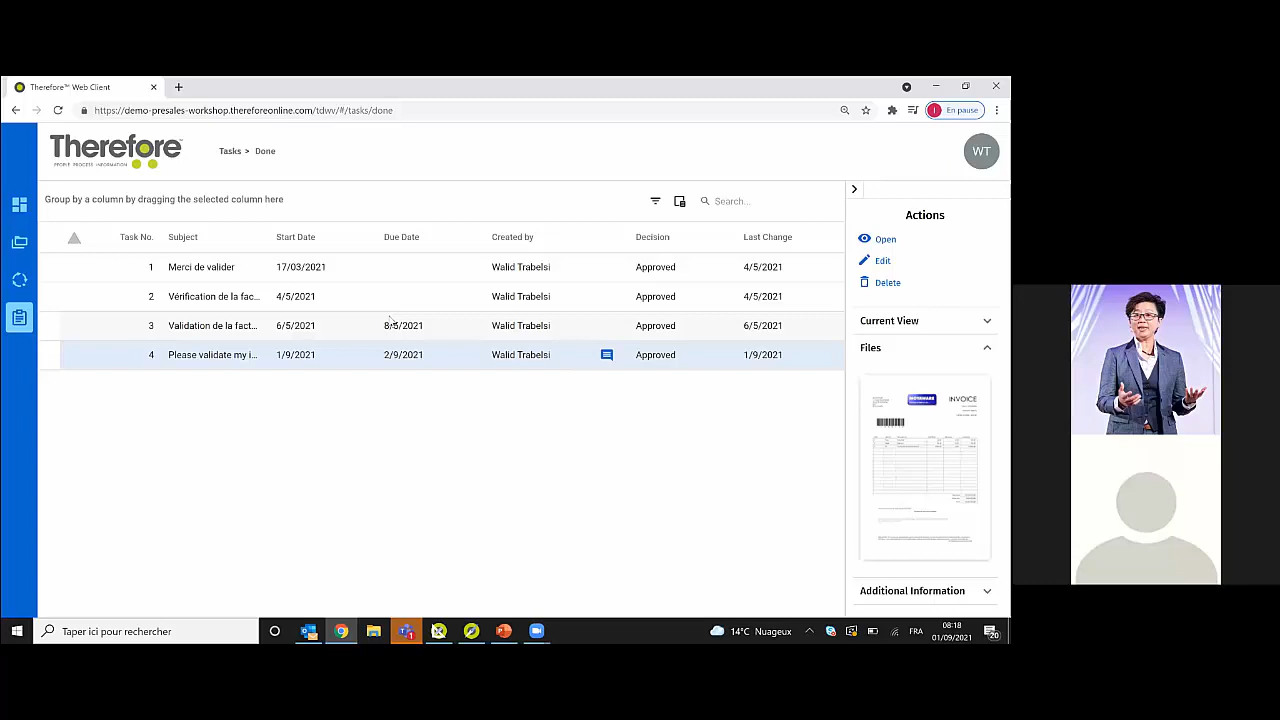 Therefore™ Web Client
https://demo-presales-workshop.thereforeonline.com/tdwv/#/tasks/done
En pause
Therefore™
PEOPLE PROCESS INFORMATION
Tasks > Done
WT
Group by a column by dragging the selected column here
Search...
Task No. Subject Start Date Due Date Created by Decision Last Change
1 Merci de valider 17/03/2021 Walid Trabelsi Approved 4/5/2021
2 Vérification de la fac... 4/5/2021 Walid Trabelsi Approved 4/5/2021
3 Validation de la fact... 6/5/2021 8/5/2021 Walid Trabelsi Approved 6/5/2021
4 Please validate my i... 1/9/2021 2/9/2021 Walid Trabelsi Approved 1/9/2021
Actions
Open
Edit
Delete
Current View
Files
INVOICE
Additional Information
Taper ici pour rechercher
1
14°C Nuageux
FRA
08:18
01/09/2021
20